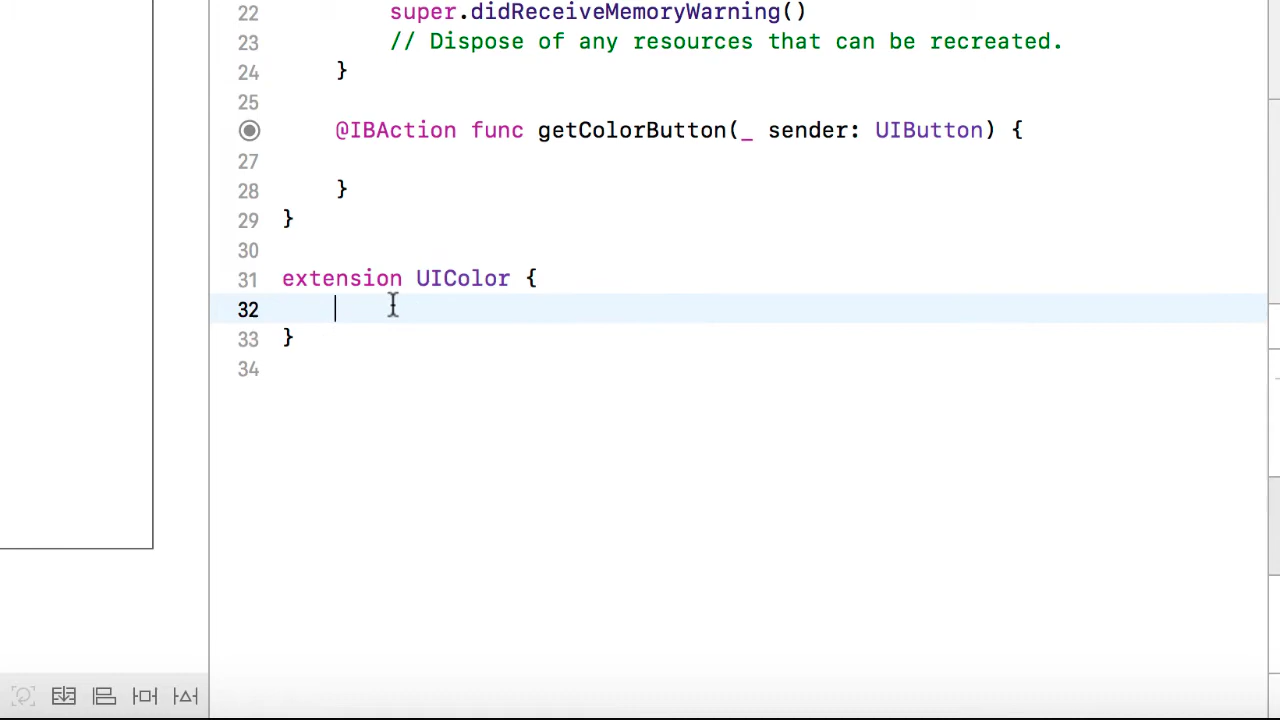 22 super.didReceiveMemoryWarning()
23 // Dispose of any resources that can be recreated.
24 }
25
@IBAction func getColorButton(_ sender: UIButton) {
27
28 }
29 }
30
31 extension UIColor {
32
33 }
34